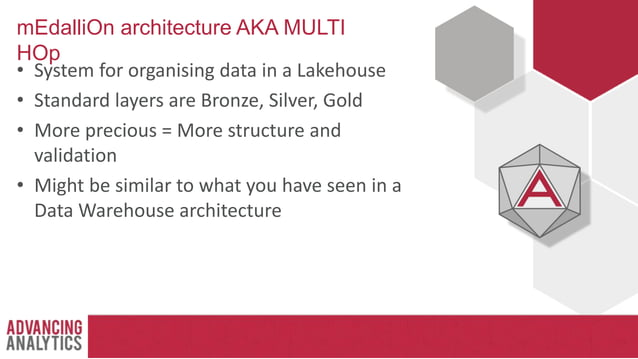 mEdalliOn architecture AKA MULTI
HOp
• System for organising data in a Lakehouse
• Standard layers are Bronze, Silver, Gold
• More precious = More structure and
validation
• Might be similar to what you have seen in a
Data Warehouse architecture
A
ADVANCING
ANALYTICS